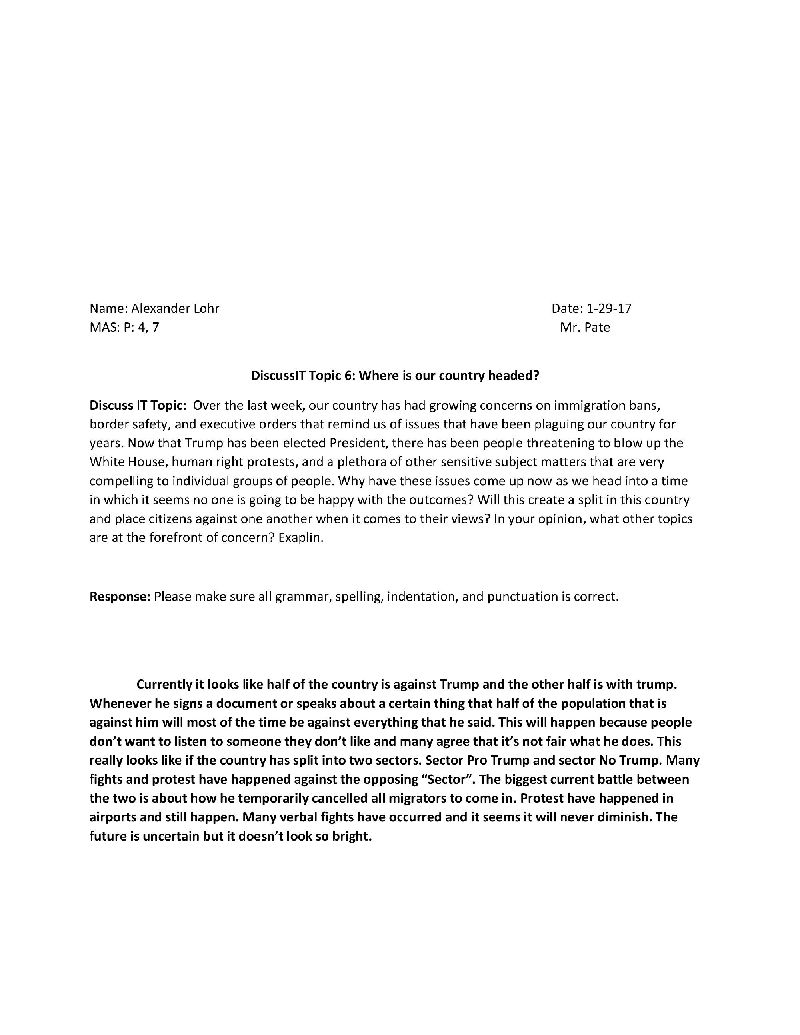 Name: Alexander Lohr Date: 1-29-17
MAS: P: 4, 7 Mr. Pate
DiscussIT Topic 6: Where is our country headed?
Discuss IT Topic: Over the last week, our country has had growing concerns on immigration bans,
border safety, and executive orders that remind us of issues that have been plaguing our country for
years. Now that Trump has been elected President, there has been people threatening to blow up the
White House, human right protests, and a plethora of other sensitive subject matters that are very
compelling to individual groups of people. Why have these issues come up now as we head into a time
in which it seems no one is going to be happy with the outcomes? Will this create a split in this country
and place citizens against one another when it comes to their views? In your opinion, what other topics
are at the forefront of concern? Exaplin.
Response: Please make sure all grammar, spelling, indentation, and punctuation is correct.
Currently it looks like half of the country is against Trump and the other half is with trump.
Whenever he signs a document or speaks about a certain thing that half of the population that is
against him will most of the time be against everything that he said. This will happen because people
don’t want to listen to someone they don’t like and many agree that it’s not fair what he does. This
really looks like if the country has split into two sectors. Sector Pro Trump and sector No Trump. Many
fights and protest have happened against the opposing “Sector”. The biggest current battle between
the two is about how he temporarily cancelled all migrators to come in. Protest have happened in
airports and still happen. Many verbal fights have occurred and it seems it will never diminish. The
future is uncertain but it doesn’t look so bright.